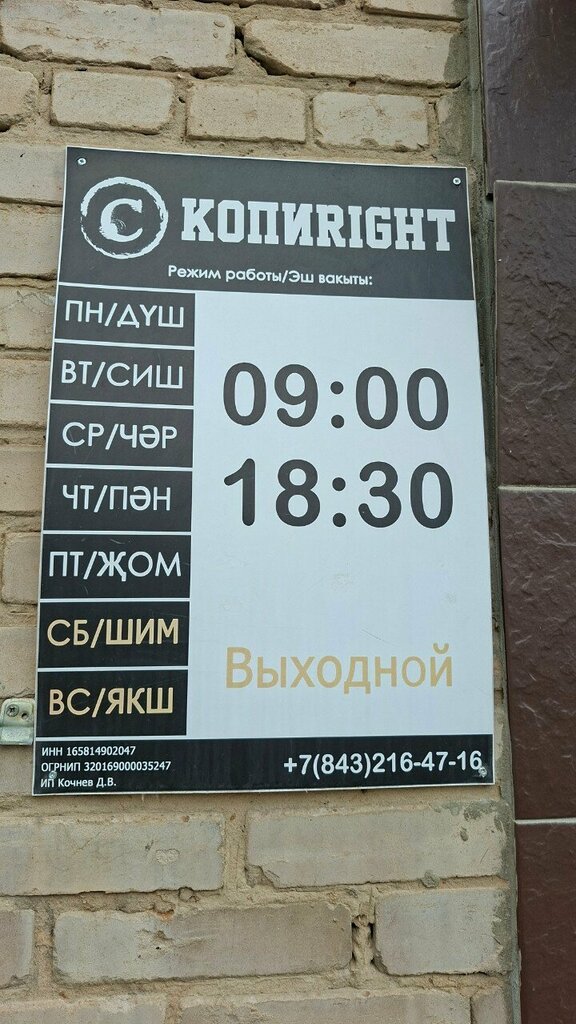 C КОПИRIGHT
Режим работы/Эш вакыты:
ПН/ДҮШ
ВТ/СИШ
СР/ЧӘР
ЧТ/ПӘН
ПТ/ҖОМ
09:00
18:30
СБ/ШИМ
ВС/ЯКШ
Выходной
ИНН 165814902047
ОГРНИП 320169000035247
ИП Кочнев Д.В.
+7(843)216-47-16